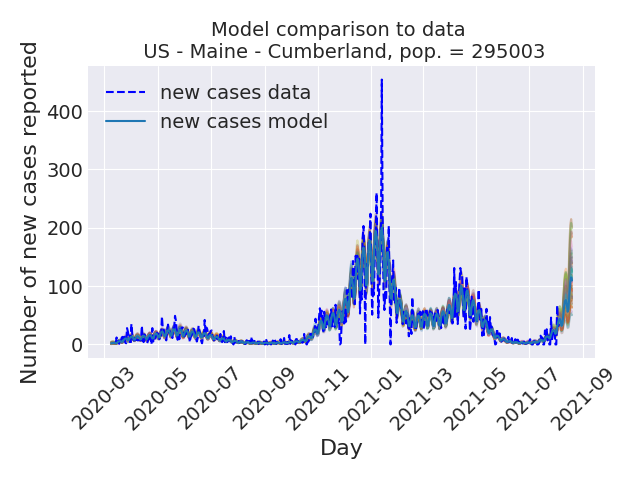 Model comparison to data
US - Maine - Cumberland, pop. = 295003
Number of new cases reported
400
300
200
100
0
new cases data
new cases model
2020-03
2020-05
2020-07
2020-09
2020-11
2021-01
2021-03
2021-05
2021-07
2021-09
Day